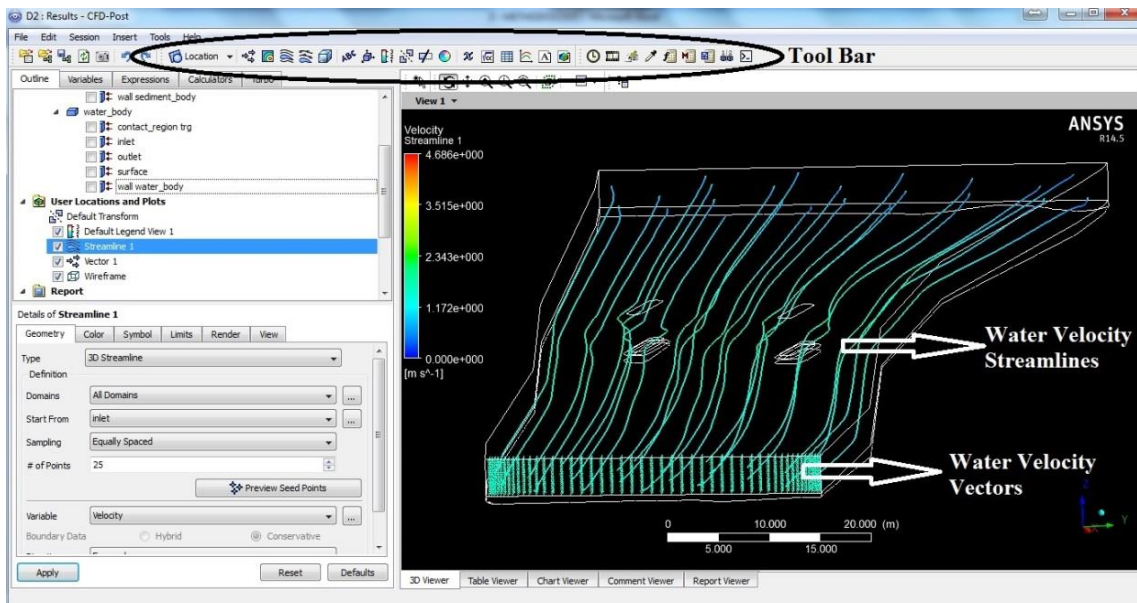 D2 : Results - CFD-Post
File Edit Session Insert Tools Help
Location
Tool Bar
Outline Variables Expressions Calculators Turbo
wall sediment_body
water_body
contact_region trg
inlet
outlet
surface
wall water_body
User Locations and Plots
Default Transform
Default Legend View 1
Streamline 1
Vector 1
Wireframe
Report
Details of Streamline 1
Geometry Color Symbol Limits Render View
Type 3D Streamline
Definition
Domains All Domains ...
Start From inlet ...
Sampling Equally Spaced
# of Points 25
Preview Seed Points
Variable Velocity ...
Boundary Data Hybrid Conservative
Apply Reset Defaults
View 1
Velocity
Streamline 1
4.686e+000
3.515e+000
2.343e+000
1.172e+000
0.000e+000
[m s^-1]
ANSYS
R14.5
Water Velocity
Streamlines
Water Velocity
Vectors
0 10.000 20.000 (m)
5.000 15.000
Z
Y
3D Viewer Table Viewer Chart Viewer Comment Viewer Report Viewer